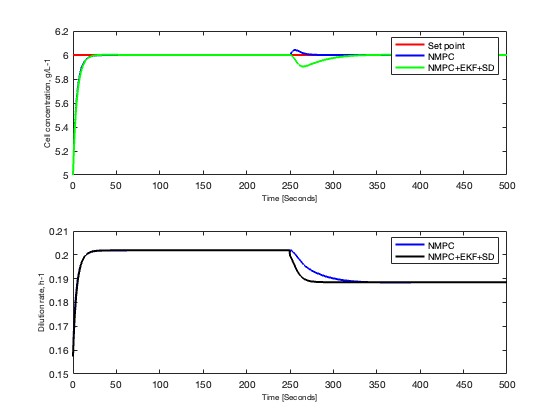 6.2
6
5.8
5.6
5.4
5.2
5
Cell concentration, g/L-1
Set point
NMPC
NMPC+EKF+SD
0 50 100 150 200 250 300 350 400 450 500
Time [Seconds]
0.21
0.2
0.19
0.18
0.17
0.16
0.15
Dilution rate, h-1
NMPC
NMPC+EKF+SD
0 50 100 150 200 250 300 350 400 450 500
Time [Seconds]